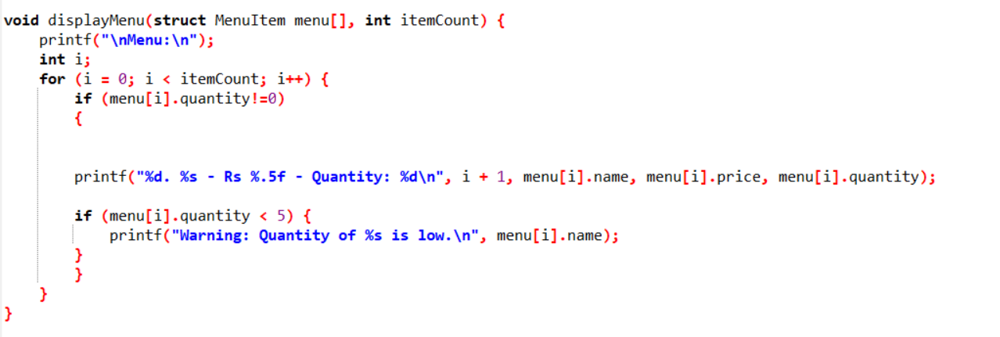 void displayMenu(struct MenuItem menu[], int itemCount) {
    printf("\nMenu:\n");
    int i;
    for (i = 0; i < itemCount; i++) {
        if (menu[i].quantity!=0)
        {
        printf("%d. %s - Rs %.5f - Quantity: %d\n", i + 1, menu[i].name, menu[i].price, menu[i].quantity);
        if (menu[i].quantity < 5) {
            printf("Warning: Quantity of %s is low.\n", menu[i].name);
        }
        }
    }
}